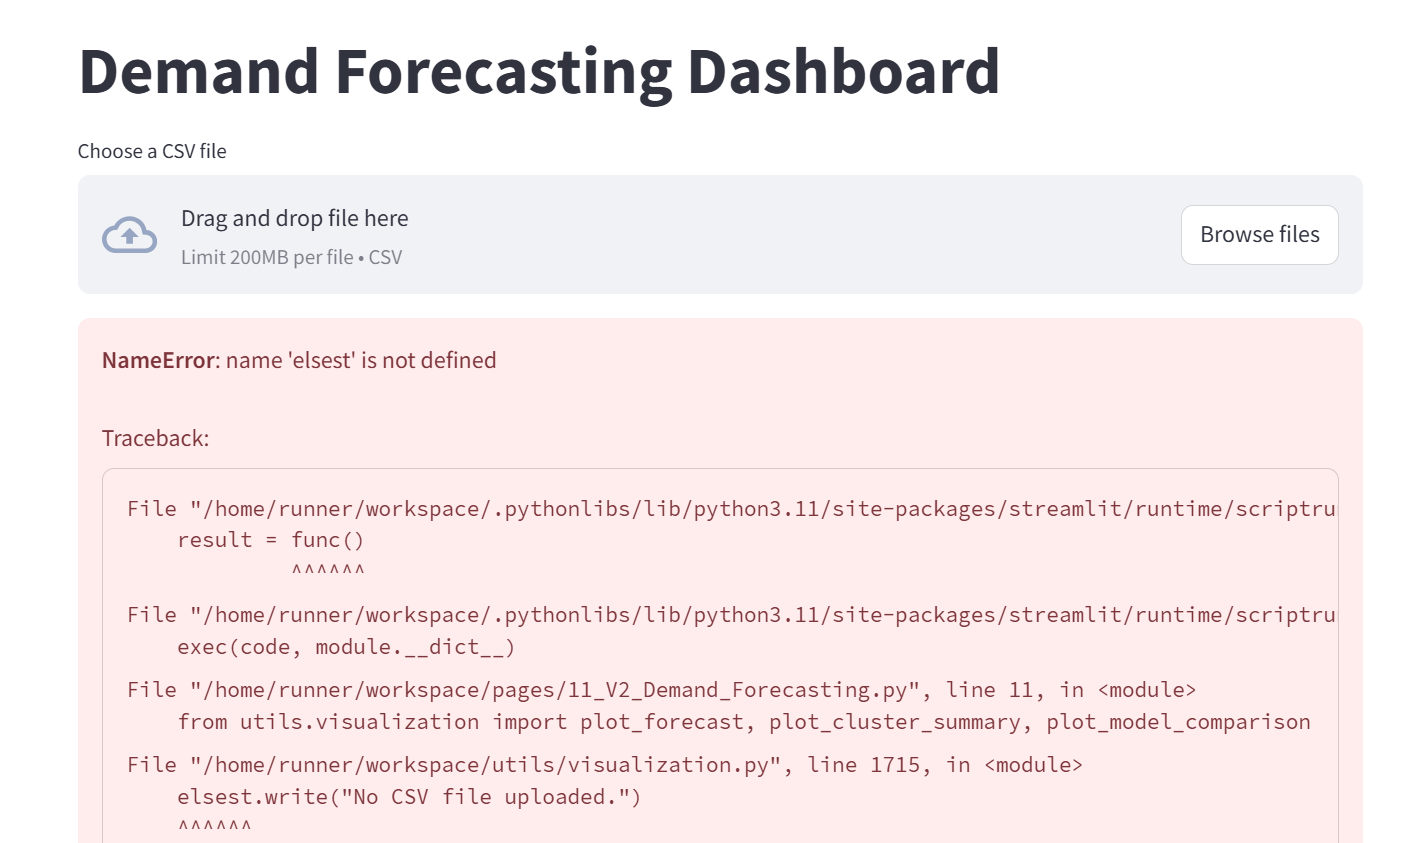 Demand Forecasting Dashboard
Choose a CSV file
Drag and drop file here
Limit 200MB per file • CSV
Browse files
NameError: name 'elsest' is not defined
Traceback:
File "/home/runner/workspace/.pythonlibs/lib/python3.11/site-packages/streamlit/runtime/scriptru
result = func()
^^^^^^
File "/home/runner/workspace/.pythonlibs/lib/python3.11/site-packages/streamlit/runtime/scriptru
exec(code, module.__dict__)
File "/home/runner/workspace/pages/11_V2_Demand_Forecasting.py", line 11, in <module>
from utils.visualization import plot_forecast, plot_cluster_summary, plot_model_comparison
File "/home/runner/workspace/utils/visualization.py", line 1715, in <module>
elsest.write("No CSV file uploaded.")
^^^^^^